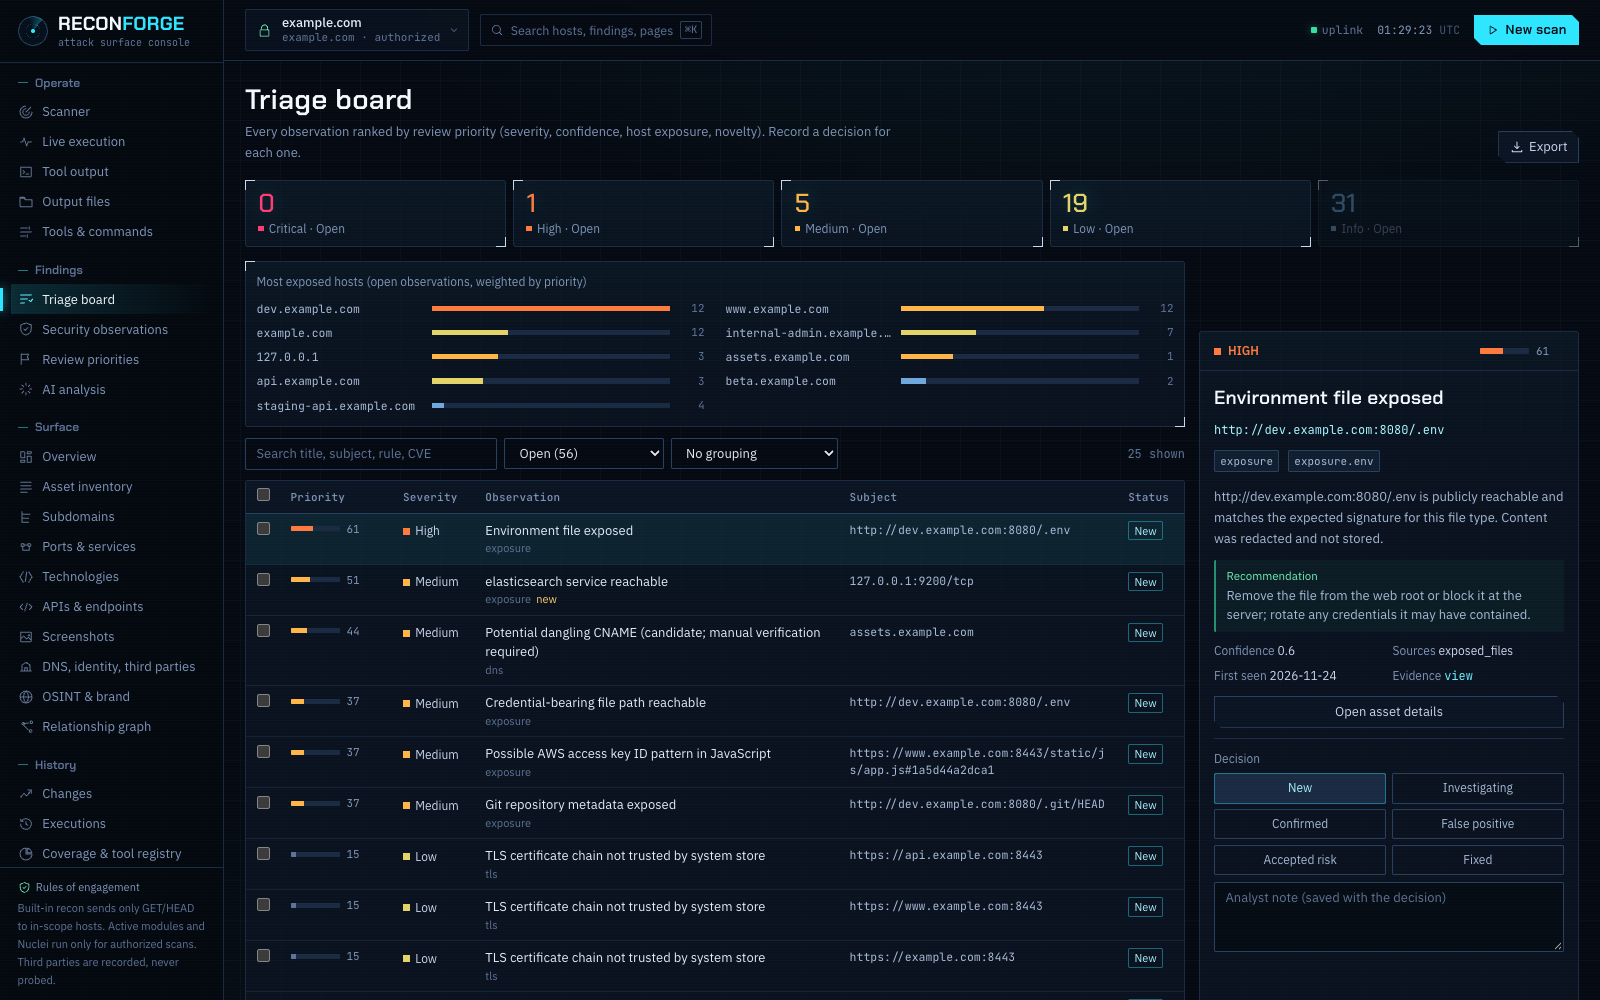 RECONFORGE
attack surface console
example.com
example.com · authorized
Search hosts, findings, pages ⌘K
uplink
01:29:23 UTC
New scan
Operate
Scanner
Live execution
Tool output
Output files
Tools & commands
Findings
Triage board
Security observations
Review priorities
AI analysis
Surface
Overview
Asset inventory
Subdomains
Ports & services
Technologies
APIs & endpoints
Screenshots
DNS, identity, third parties
OSINT & brand
Relationship graph
History
Changes
Executions
Coverage & tool registry
Rules of engagement
Built-in recon sends only GET/HEAD
to in-scope hosts. Active modules and
Nuclei run only for authorized scans.
Third parties are recorded, never
probed.
Triage board
Every observation ranked by review priority (severity, confidence, host exposure, novelty). Record a decision for
each one.
Export
0
Critical · Open
1
High · Open
5
Medium · Open
19
Low · Open
31
Info · Open
Most exposed hosts (open observations, weighted by priority)
dev.example.com 12
www.example.com 12
example.com 12
internal-admin.example.… 7
127.0.0.1 3
assets.example.com 1
api.example.com 3
beta.example.com 2
staging-api.example.com 4
Search title, subject, rule, CVE
Open (56)
No grouping
25 shown
Priority Severity Observation Subject Status
61 High Environment file exposed http://dev.example.com:8080/.env New
exposure
51 Medium elasticsearch service reachable 127.0.0.1:9200/tcp New
exposure new
44 Medium Potential dangling CNAME (candidate; manual verification assets.example.com New
required)
dns
37 Medium Credential-bearing file path reachable http://dev.example.com:8080/.env New
exposure
37 Medium Possible AWS access key ID pattern in JavaScript https://www.example.com:8443/static/j New
s/app.js#1a5d44a2dca1
exposure
37 Medium Git repository metadata exposed http://dev.example.com:8080/.git/HEAD New
exposure
15 Low TLS certificate chain not trusted by system store https://api.example.com:8443 New
tls
15 Low TLS certificate chain not trusted by system store https://www.example.com:8443 New
tls
15 Low TLS certificate chain not trusted by system store https://example.com:8443 New
tls
HIGH 61
Environment file exposed
http://dev.example.com:8080/.env
exposure exposure.env
http://dev.example.com:8080/.env is publicly reachable and
matches the expected signature for this file type. Content
was redacted and not stored.
Recommendation
Remove the file from the web root or block it at the
server; rotate any credentials it may have contained.
Confidence 0.6
Sources exposed_files
First seen 2026-11-24
Evidence view
Open asset details
Decision
New
Investigating
Confirmed
False positive
Accepted risk
Fixed
Analyst note (saved with the decision)